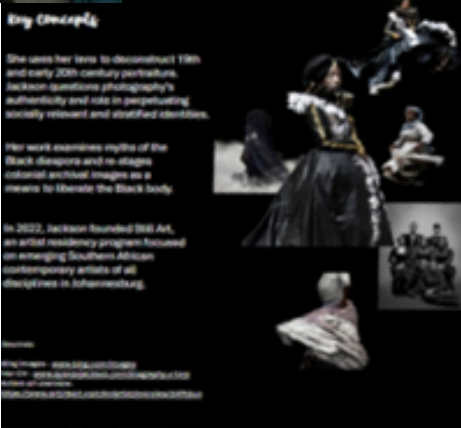 Key Concepts
She uses her lens to deconstruct 19th
and early 20th century portraiture.
Jackson questions photography's
authenticity and role in perpetuating
socially relevant and stratified identities.
Her work examines myths of the
Black diaspora and re-stages
colonial archival images as a
means to liberate the Black body.
In 2022, Jackson founded Still Art,
an artist residency program focused
on emerging Southern African
contemporary artists of all
disciplines in Johannesburg.
Sources: